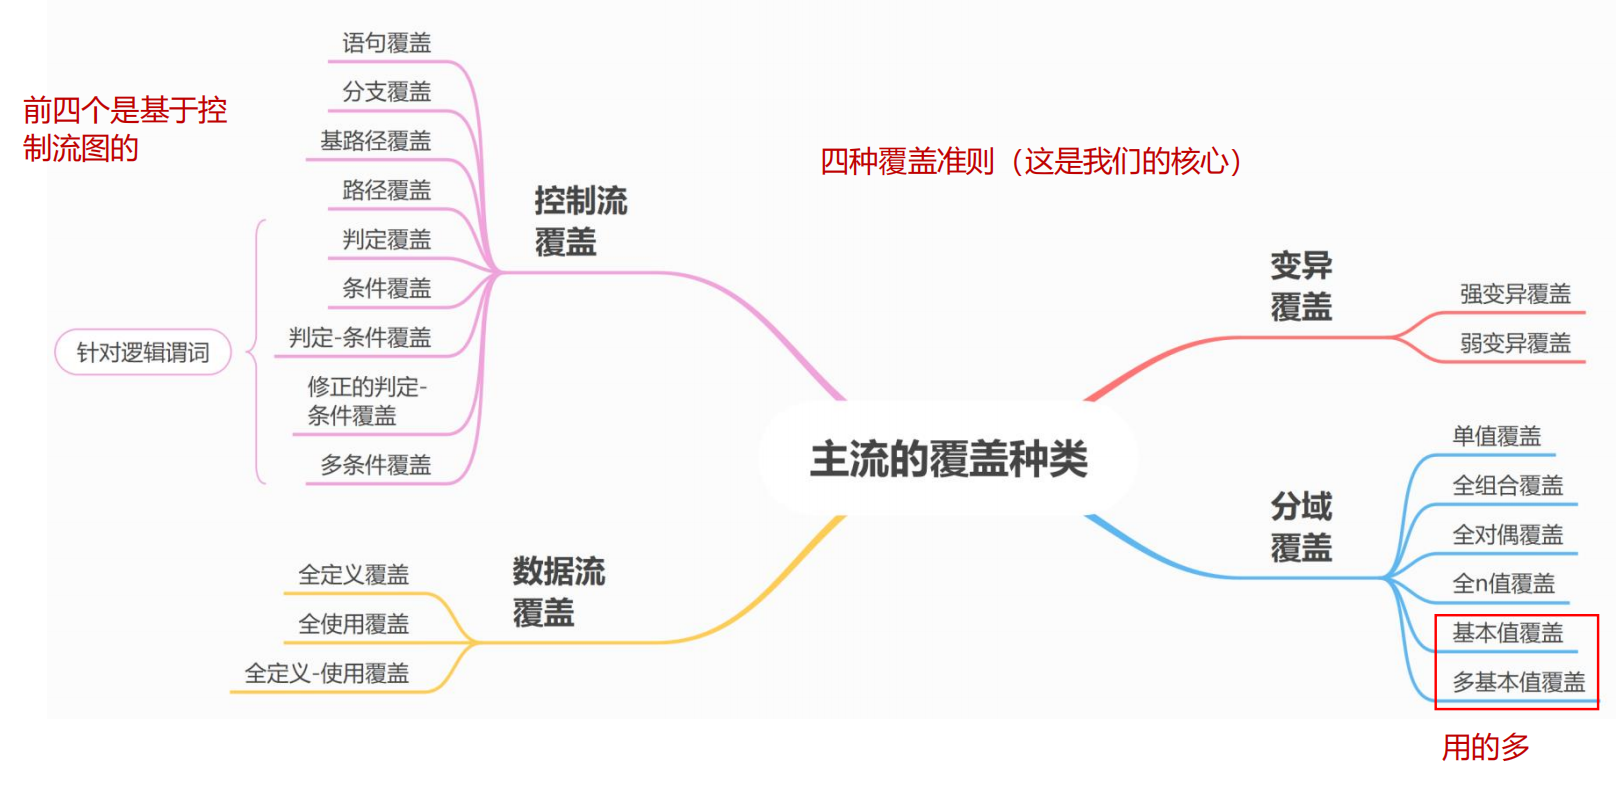 前四个是基于控
制流图的
四种覆盖准则（这是我们的核心）
主流的覆盖种类
控制流
覆盖
语句覆盖
分支覆盖
基路径覆盖
路径覆盖
判定覆盖
条件覆盖
判定-条件覆盖
修正的判定-
条件覆盖
多条件覆盖
针对逻辑谓词
数据流
覆盖
全定义覆盖
全使用覆盖
全定义-使用覆盖
变异
覆盖
强变异覆盖
弱变异覆盖
分域
覆盖
单值覆盖
全组合覆盖
全对偶覆盖
全n值覆盖
基本值覆盖
多基本值覆盖
用的多